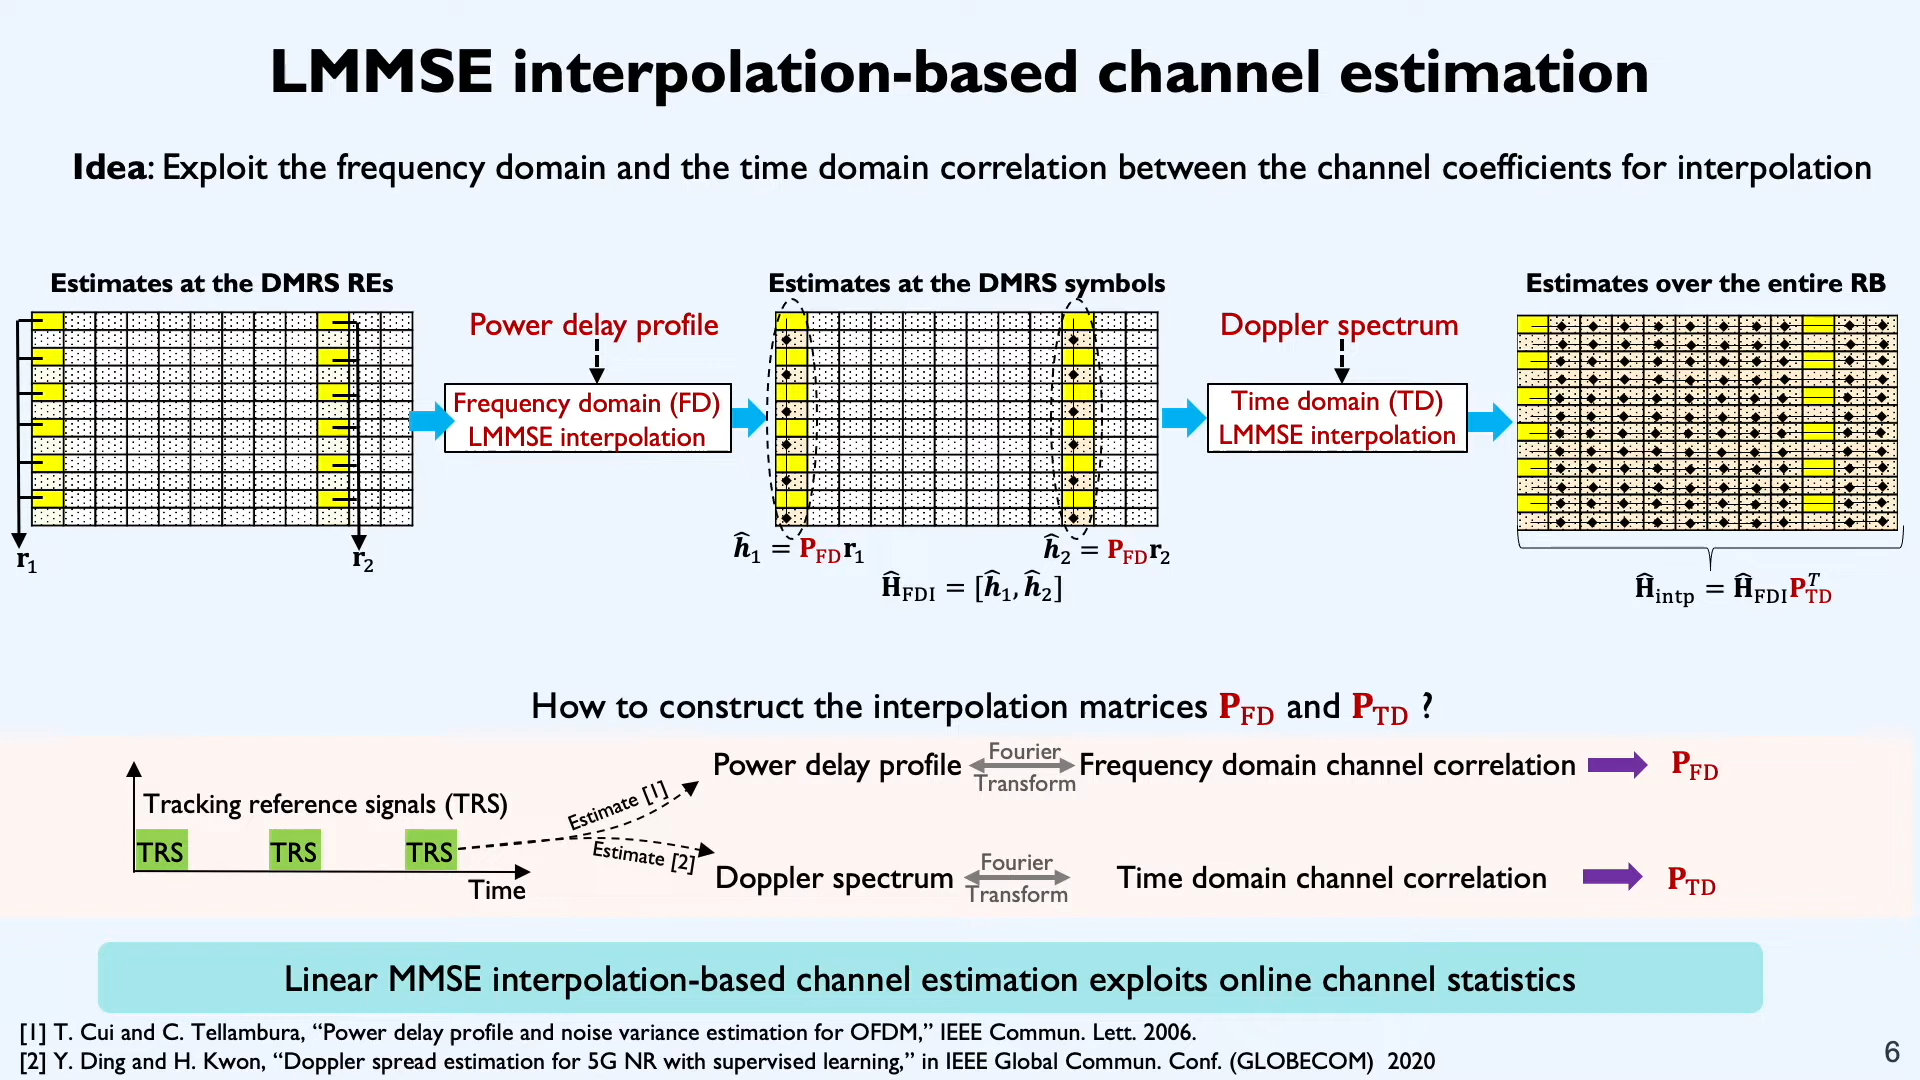 LMMSE interpolation-based channel estimation
Idea: Exploit the frequency domain and the time domain correlation between the channel coefficients for interpolation
Estimates at the DMRS REs
Estimates at the DMRS symbols
Estimates over the entire RB
Power delay profile
Doppler spectrum
Frequency domain (FD)
LMMSE interpolation
Time domain (TD)
LMMSE interpolation
r₁
r₂
ĥ₁ = P_FD r₁
ĥ₂ = P_FD r₂
Ĥ_FDI = [ĥ₁, ĥ₂]
Ĥ_intp = Ĥ_FDI P_TD^T
How to construct the interpolation matrices P_FD and P_TD ?
Tracking reference signals (TRS)
TRS TRS TRS
Time
Estimate [1]
Estimate [2]
Power delay profile
Fourier
Transform
Frequency domain channel correlation
P_FD
Doppler spectrum
Fourier
Transform
Time domain channel correlation
P_TD
Linear MMSE interpolation-based channel estimation exploits online channel statistics
[1] T. Cui and C. Tellambura, “Power delay profile and noise variance estimation for OFDM,” IEEE Commun. Lett. 2006.
[2] Y. Ding and H. Kwon, “Doppler spread estimation for 5G NR with supervised learning,” in IEEE Global Commun. Conf. (GLOBECOM) 2020
6